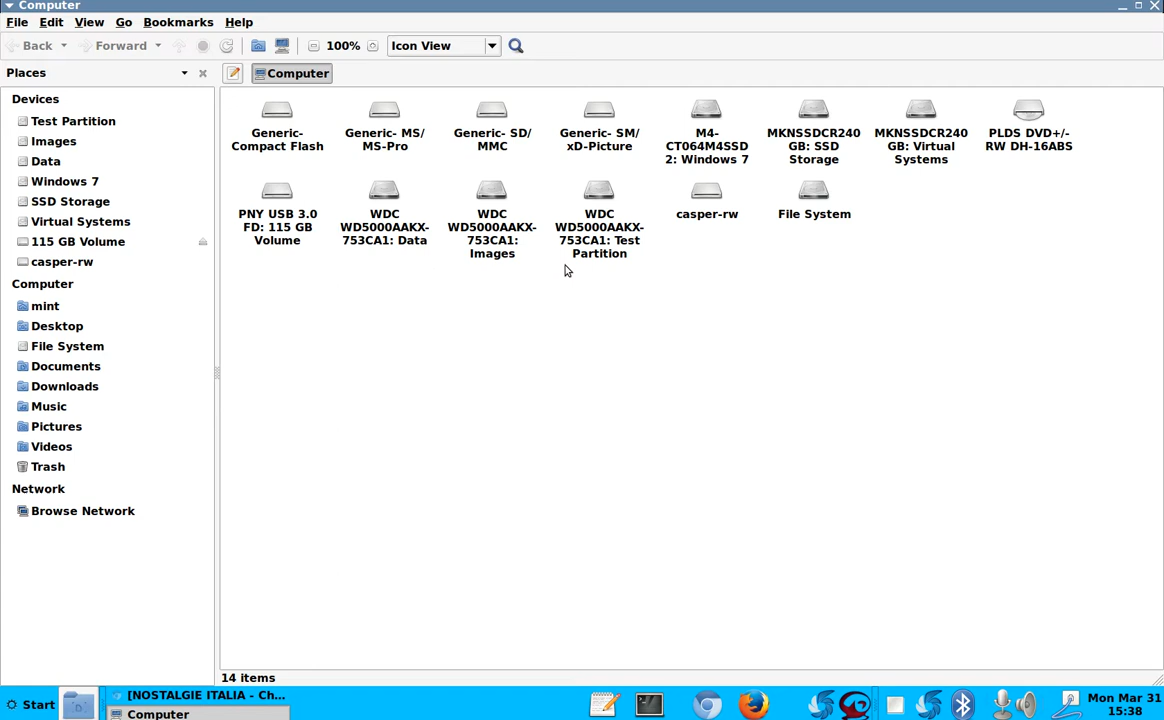 Computer
File Edit View Go Bookmarks Help
Back Forward 100% Icon View
Places
Computer
Devices
Test Partition
Images
Data
Windows 7
SSD Storage
Virtual Systems
115 GB Volume
casper-rw
Computer
mint
Desktop
File System
Documents
Downloads
Music
Pictures
Videos
Trash
Network
Browse Network
Generic-
Compact Flash
Generic- MS/
MS-Pro
Generic- SD/
MMC
Generic- SM/
xD-Picture
M4-
CT064M4SSD
2: Windows 7
MKNSSDCR240
GB: SSD
Storage
MKNSSDCR240
GB: Virtual
Systems
PLDS DVD+/-
RW DH-16ABS
PNY USB 3.0
FD: 115 GB
Volume
WDC
WD5000AAKX-
753CA1: Data
WDC
WD5000AAKX-
753CA1:
Images
WDC
WD5000AAKX-
753CA1: Test
Partition
casper-rw
File System
14 items
Start
[NOSTALGIE ITALIA - Ch...
Computer
Mon Mar 31
15:38